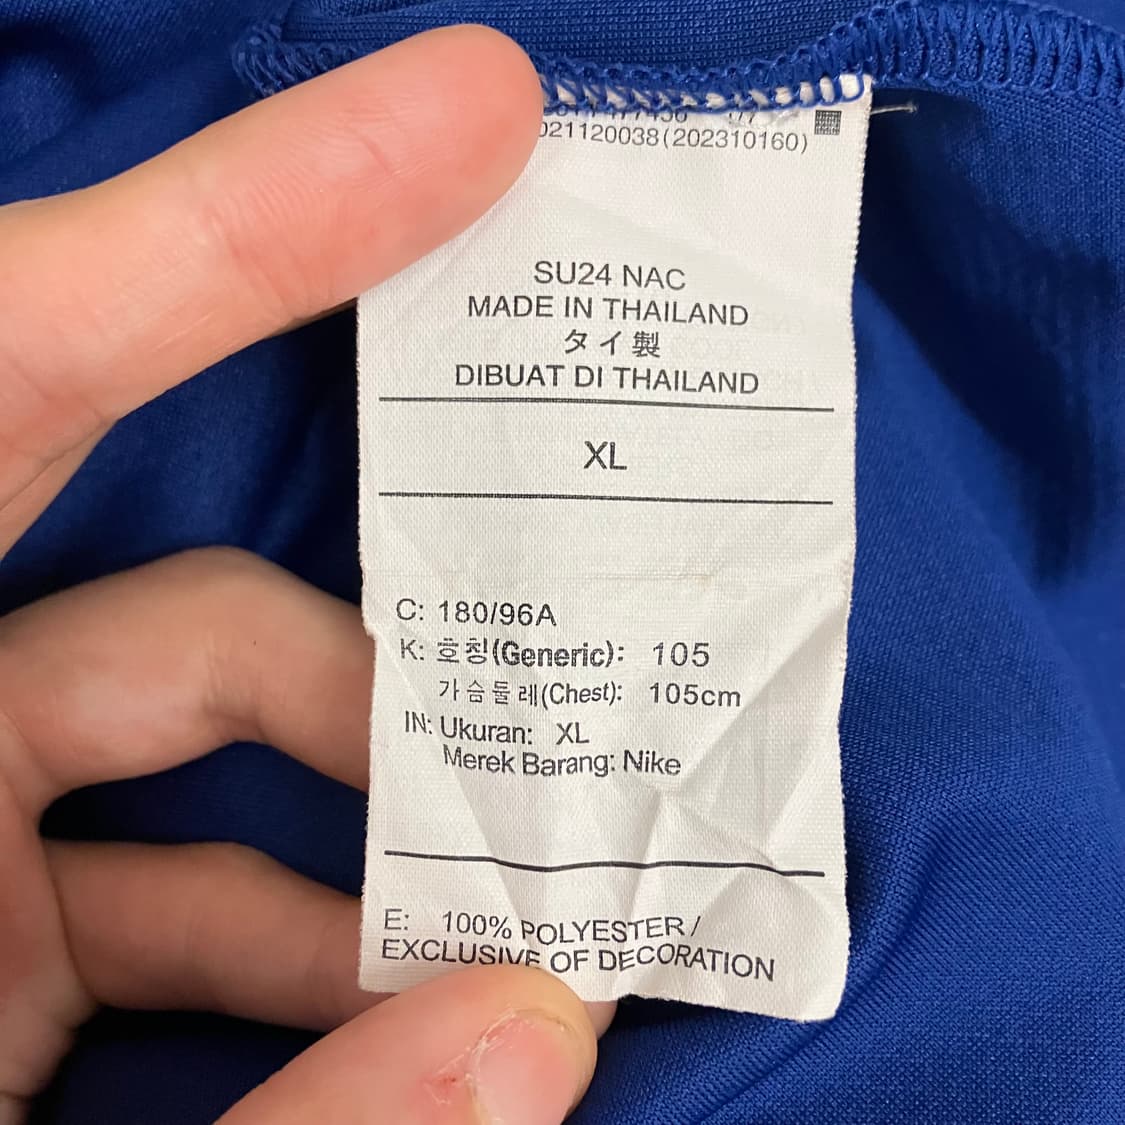 021120038(202310160)
SU24 NAC
MADE IN THAILAND
タイ製
DIBUAT DI THAILAND
XL
C: 180/96A
K: 호칭(Generic): 105
가슴둘레(Chest): 105cm
IN: Ukuran: XL
Merek Barang: Nike
E: 100% POLYESTER /
EXCLUSIVE OF DECORATION